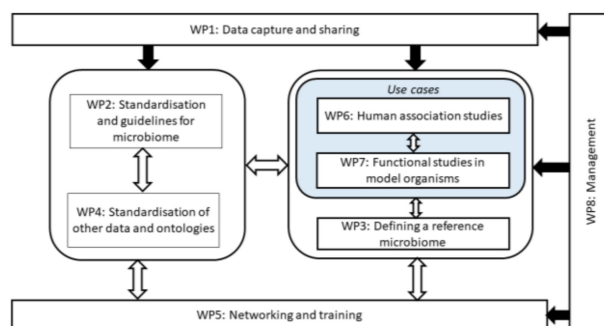 WP1: Data capture and sharing
WP2: Standardisation
and guidelines for
microbiome
WP4: Standardisation of
other data and ontologies
Use cases
WP6: Human association studies
WP7: Functional studies in
model organisms
WP3: Defining a reference
microbiome
WP8: Management
WP5: Networking and training